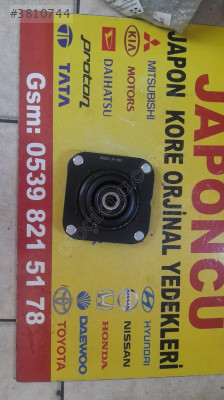 #3810744
JAPONCU
JAPON KORE ORJİNAL YEDEKLERİ
MITSUBISHI
KIA
MOTORS
DAIHATSU
proton
TATA
HYUNDAI
NISSAN
HONDA
DAEWOO
TOYOTA
Gsm: 0539 821 51 78